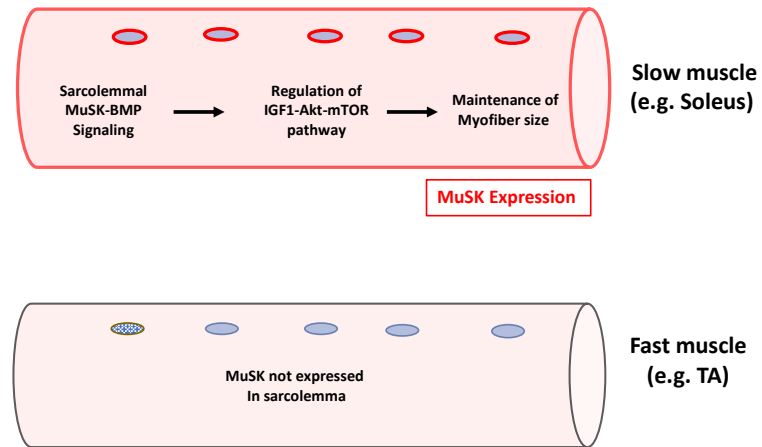 Sarcolemmal
MuSK-BMP
Signaling
Regulation of
IGF1-Akt-mTOR
pathway
Maintenance of
Myofiber size
Slow muscle
(e.g. Soleus)
MuSK Expression
MuSK not expressed
In sarcolemma
Fast muscle
(e.g. TA)